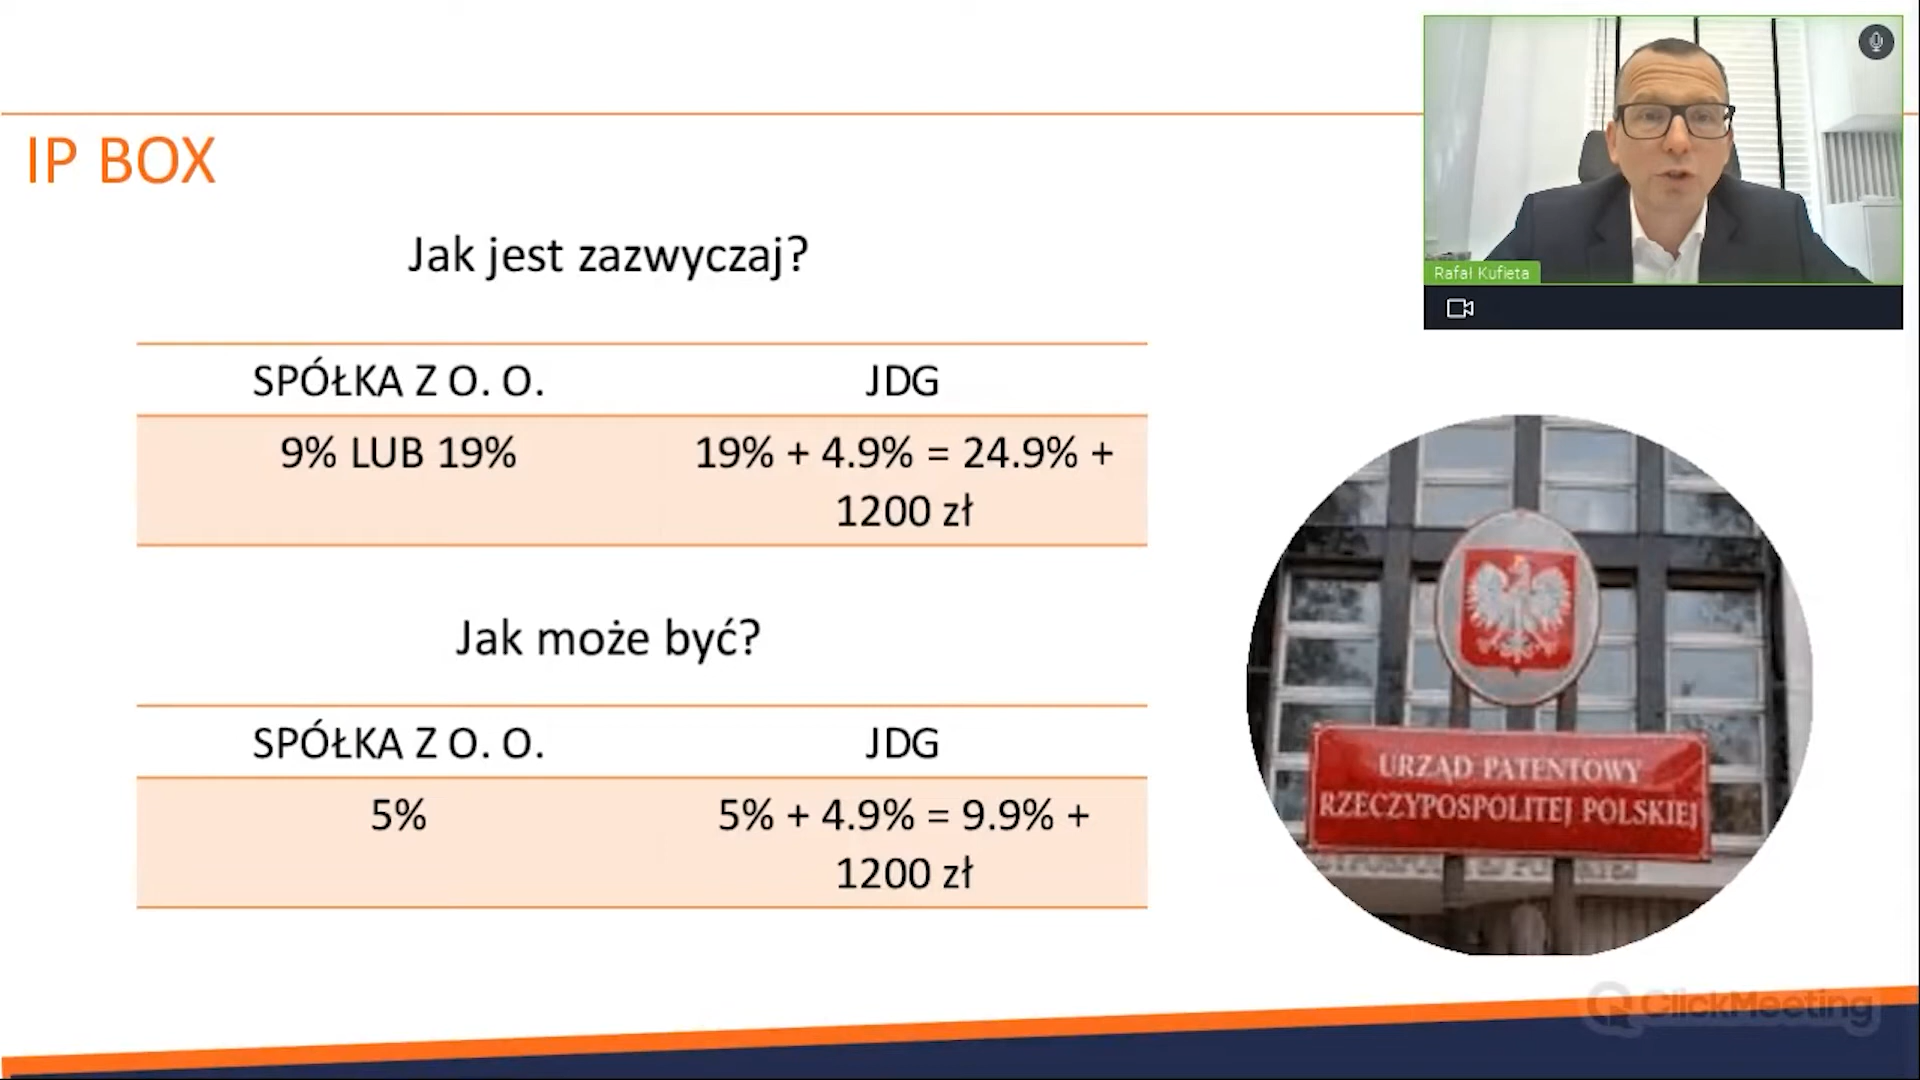 IP BOX
Jak jest zazwyczaj?
SPÓŁKA Z O. O.
JDG
9% LUB 19%
19% + 4.9% = 24.9% +
1200 zł
Jak może być?
SPÓŁKA Z O. O.
JDG
5%
5% + 4.9% = 9.9% +
1200 zł
Rafał Kufieta
URZĄD PATENTOWY
RZECZYPOSPOLITEJ POLSKIEJ
ClickMeeting